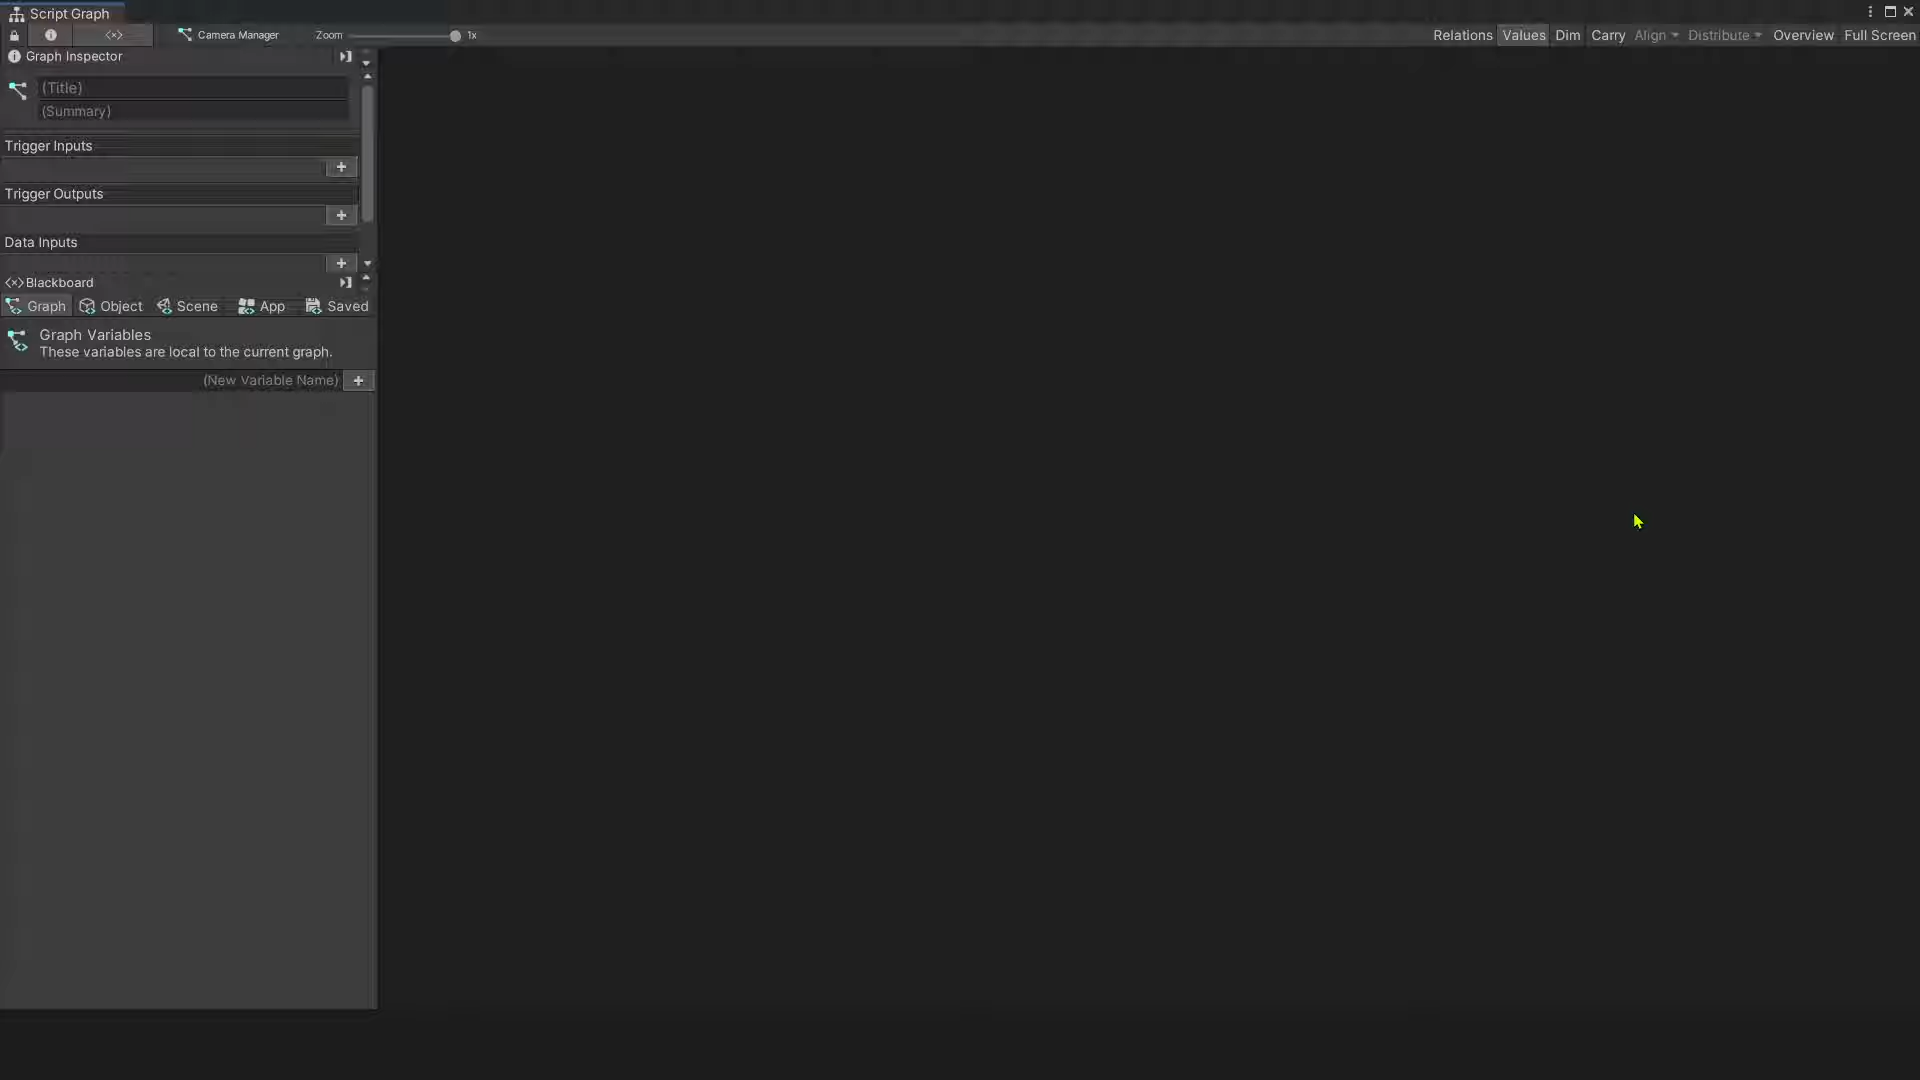 Script Graph
Camera Manager Zoom 1x Relations Values Dim Carry Align Distribute Overview Full Screen
Graph Inspector
(Title)
(Summary)
Trigger Inputs
Trigger Outputs
Data Inputs
Blackboard
Graph Object Scene App Saved
Graph Variables
These variables are local to the current graph.
(New Variable Name)